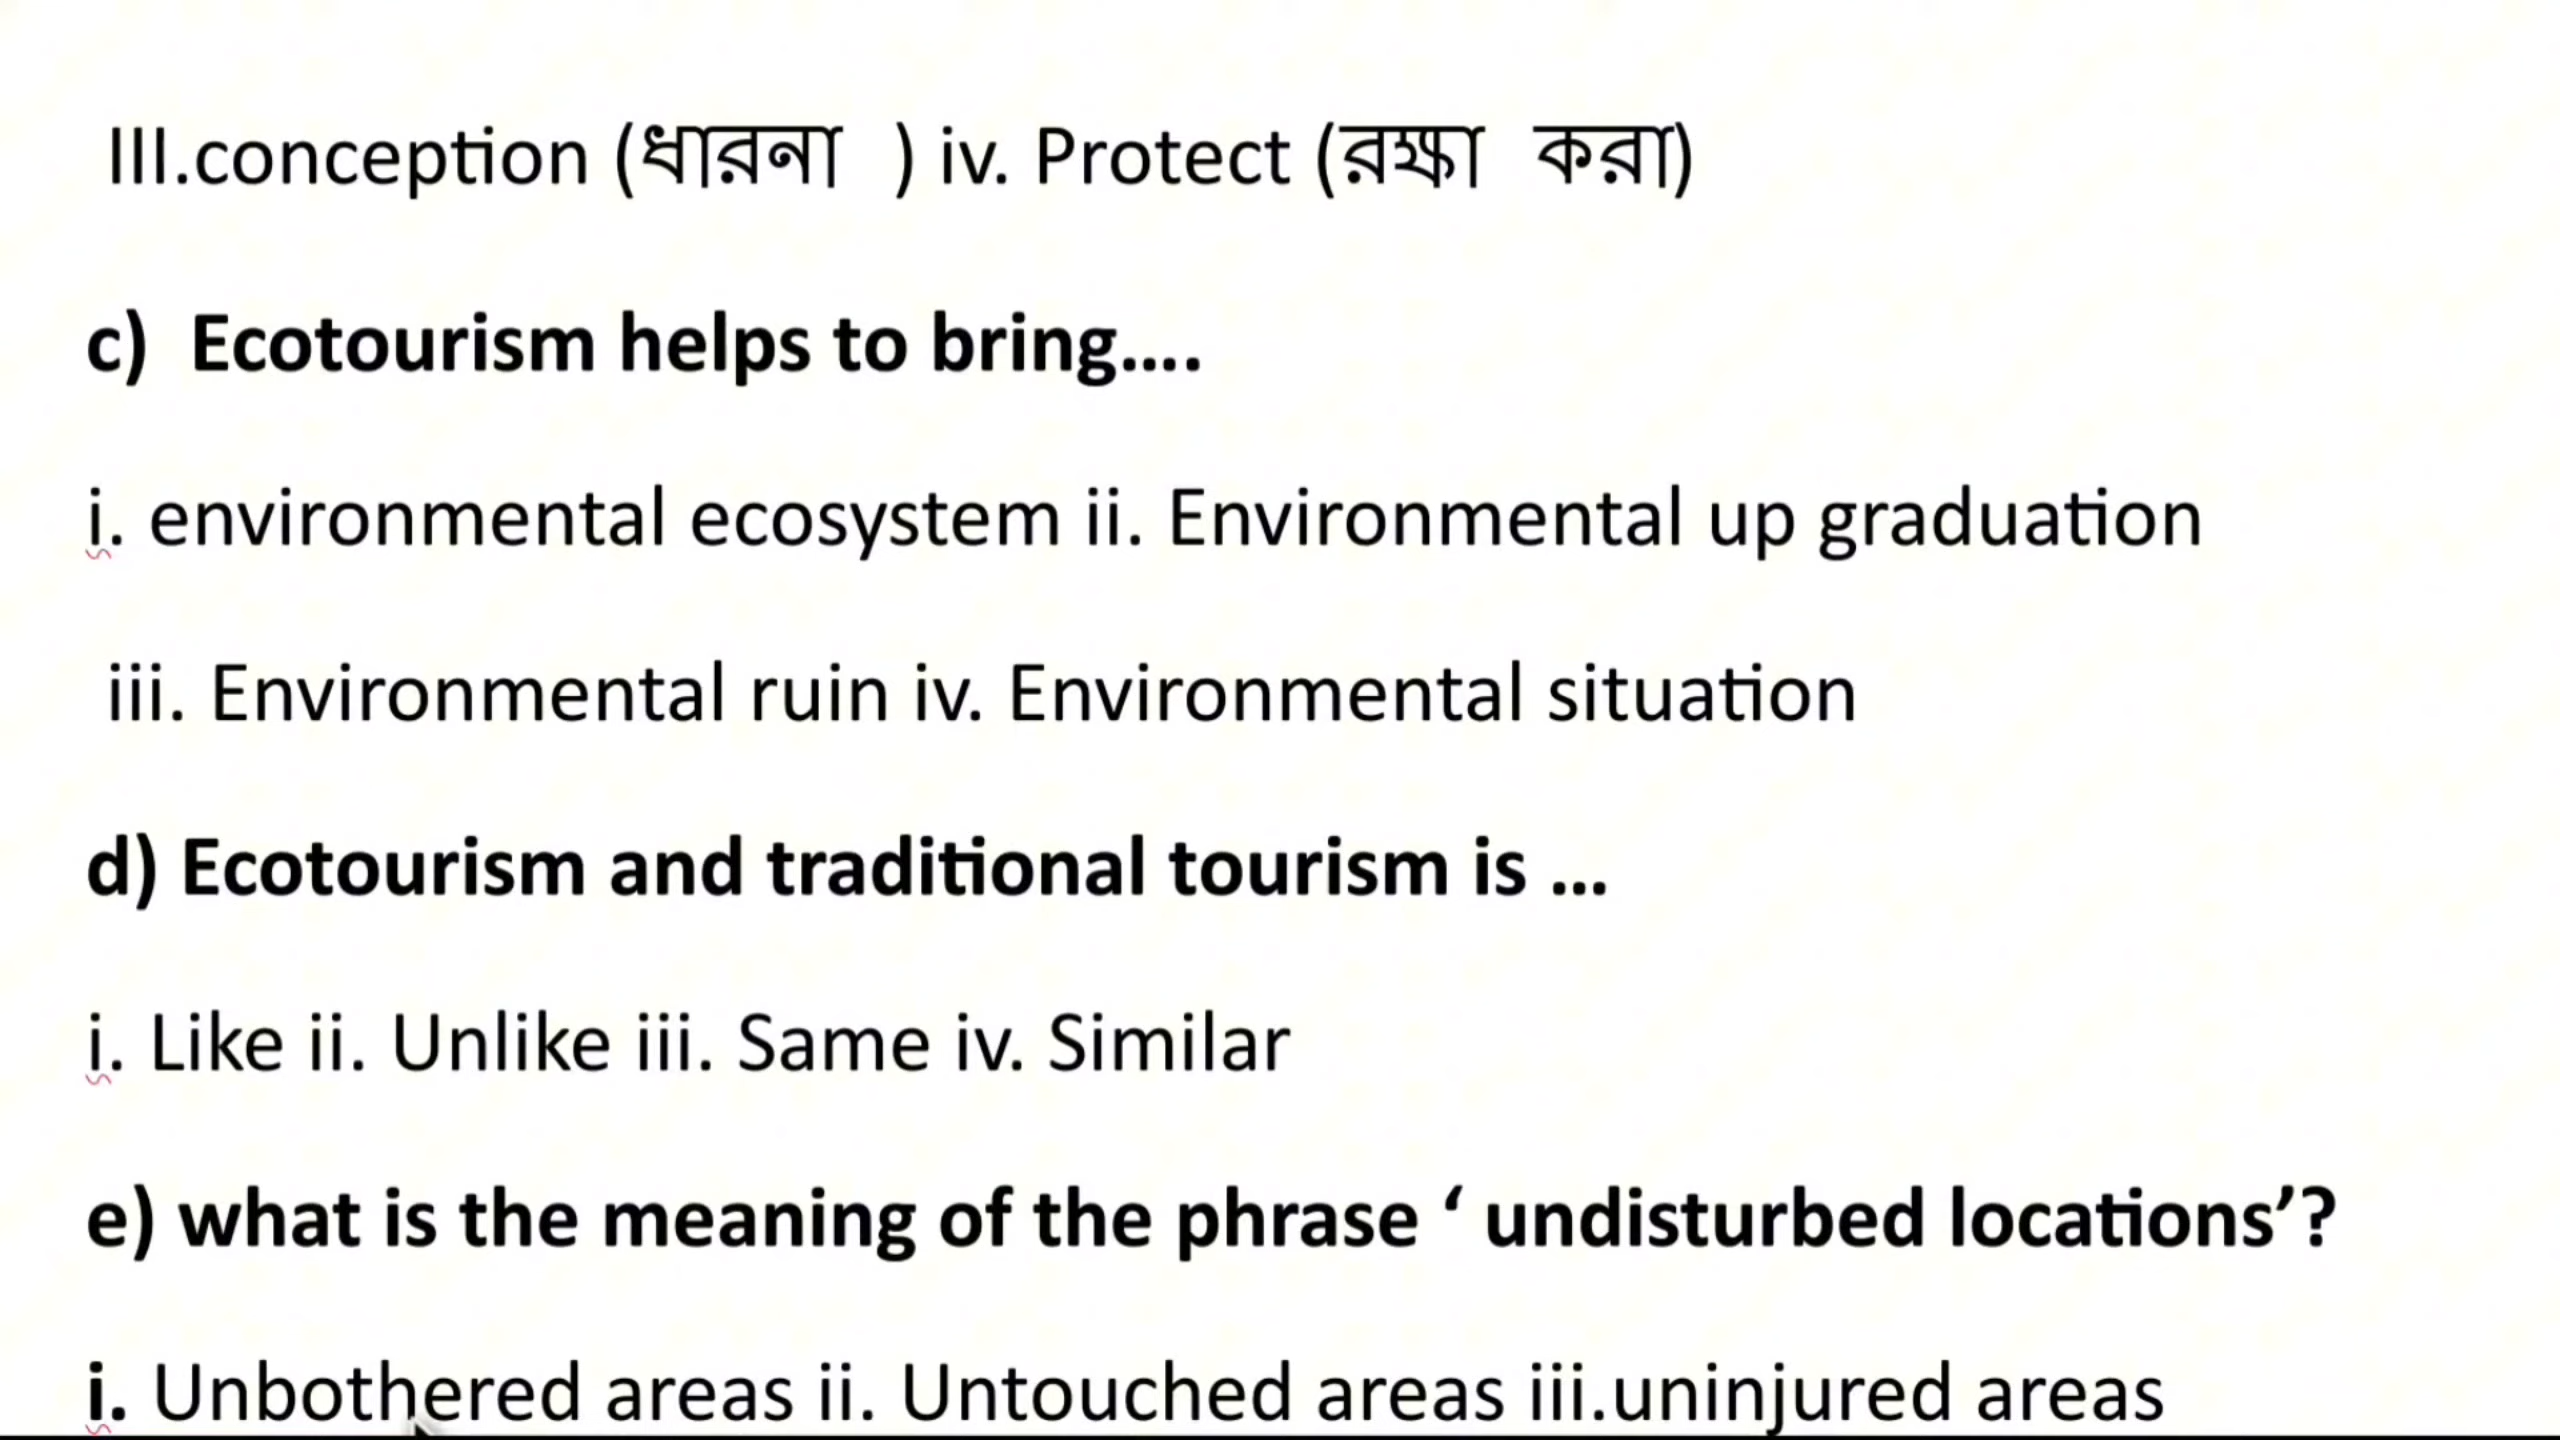 III.conception (ধারনা ) iv. Protect (রক্ষা করা)
c) Ecotourism helps to bring....
i. environmental ecosystem ii. Environmental up graduation
iii. Environmental ruin iv. Environmental situation
d) Ecotourism and traditional tourism is ...
i. Like ii. Unlike iii. Same iv. Similar
e) what is the meaning of the phrase ‘ undisturbed locations’?
i. Unbothered areas ii. Untouched areas iii.uninjured areas